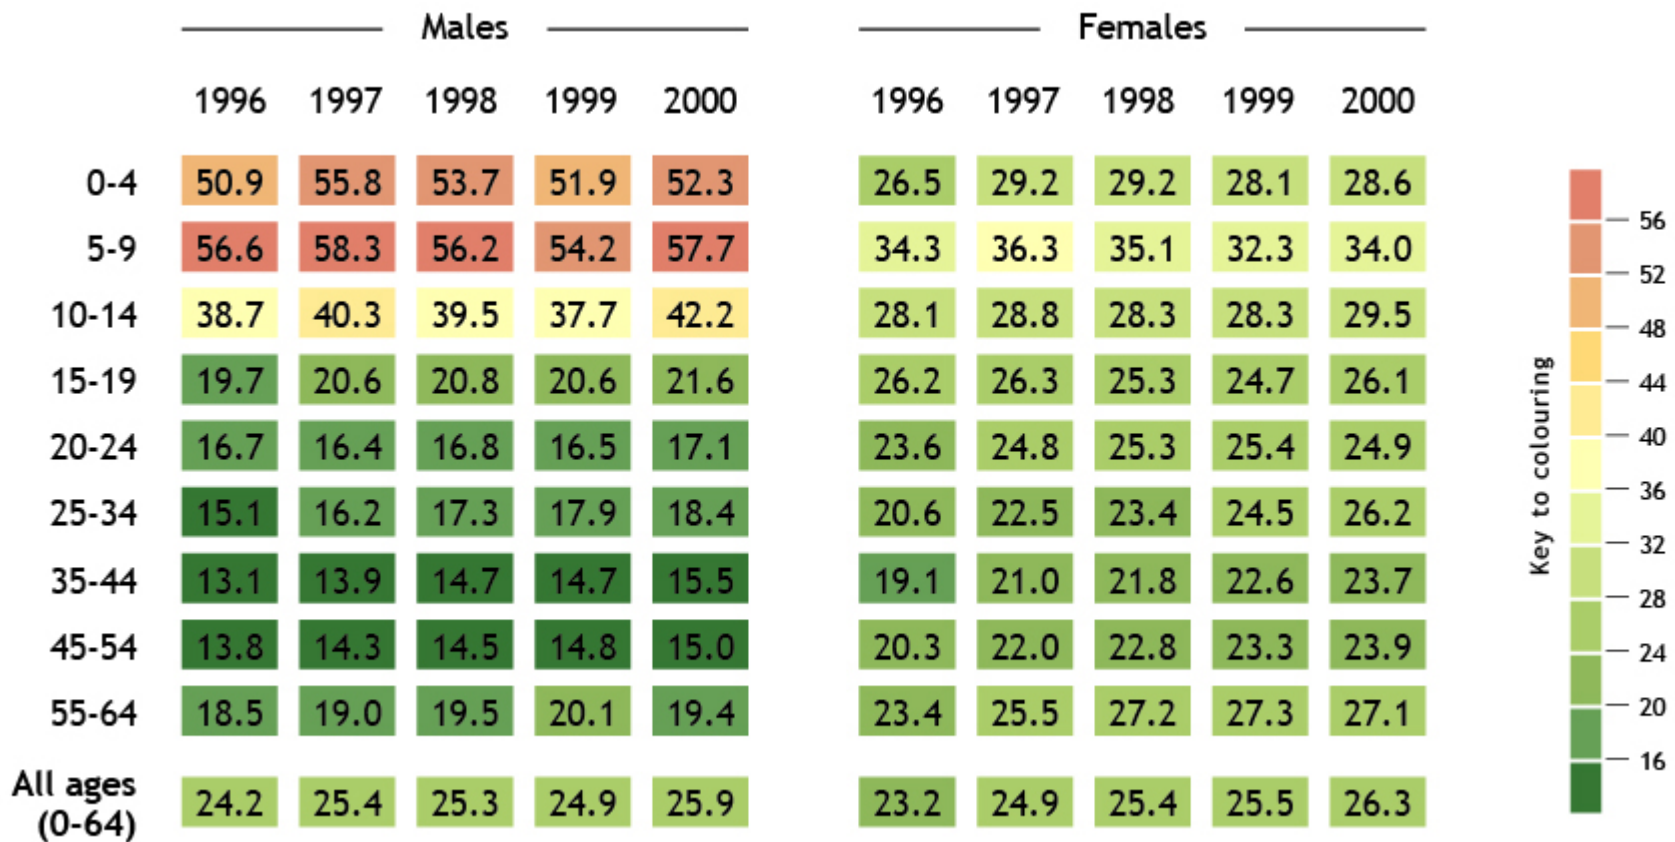 Males Females
1996 1997 1998 1999 2000 1996 1997 1998 1999 2000
0-4 50.9 55.8 53.7 51.9 52.3 26.5 29.2 29.2 28.1 28.6
5-9 56.6 58.3 56.2 54.2 57.7 34.3 36.3 35.1 32.3 34.0
10-14 38.7 40.3 39.5 37.7 42.2 28.1 28.8 28.3 28.3 29.5
15-19 19.7 20.6 20.8 20.6 21.6 26.2 26.3 25.3 24.7 26.1
20-24 16.7 16.4 16.8 16.5 17.1 23.6 24.8 25.3 25.4 24.9
25-34 15.1 16.2 17.3 17.9 18.4 20.6 22.5 23.4 24.5 26.2
35-44 13.1 13.9 14.7 14.7 15.5 19.1 21.0 21.8 22.6 23.7
45-54 13.8 14.3 14.5 14.8 15.0 20.3 22.0 22.8 23.3 23.9
55-64 18.5 19.0 19.5 20.1 19.4 23.4 25.5 27.2 27.3 27.1
All ages
(0-64) 24.2 25.4 25.3 24.9 25.9 23.2 24.9 25.4 25.5 26.3
Key to colouring
56
52
48
44
40
36
32
28
24
20
16